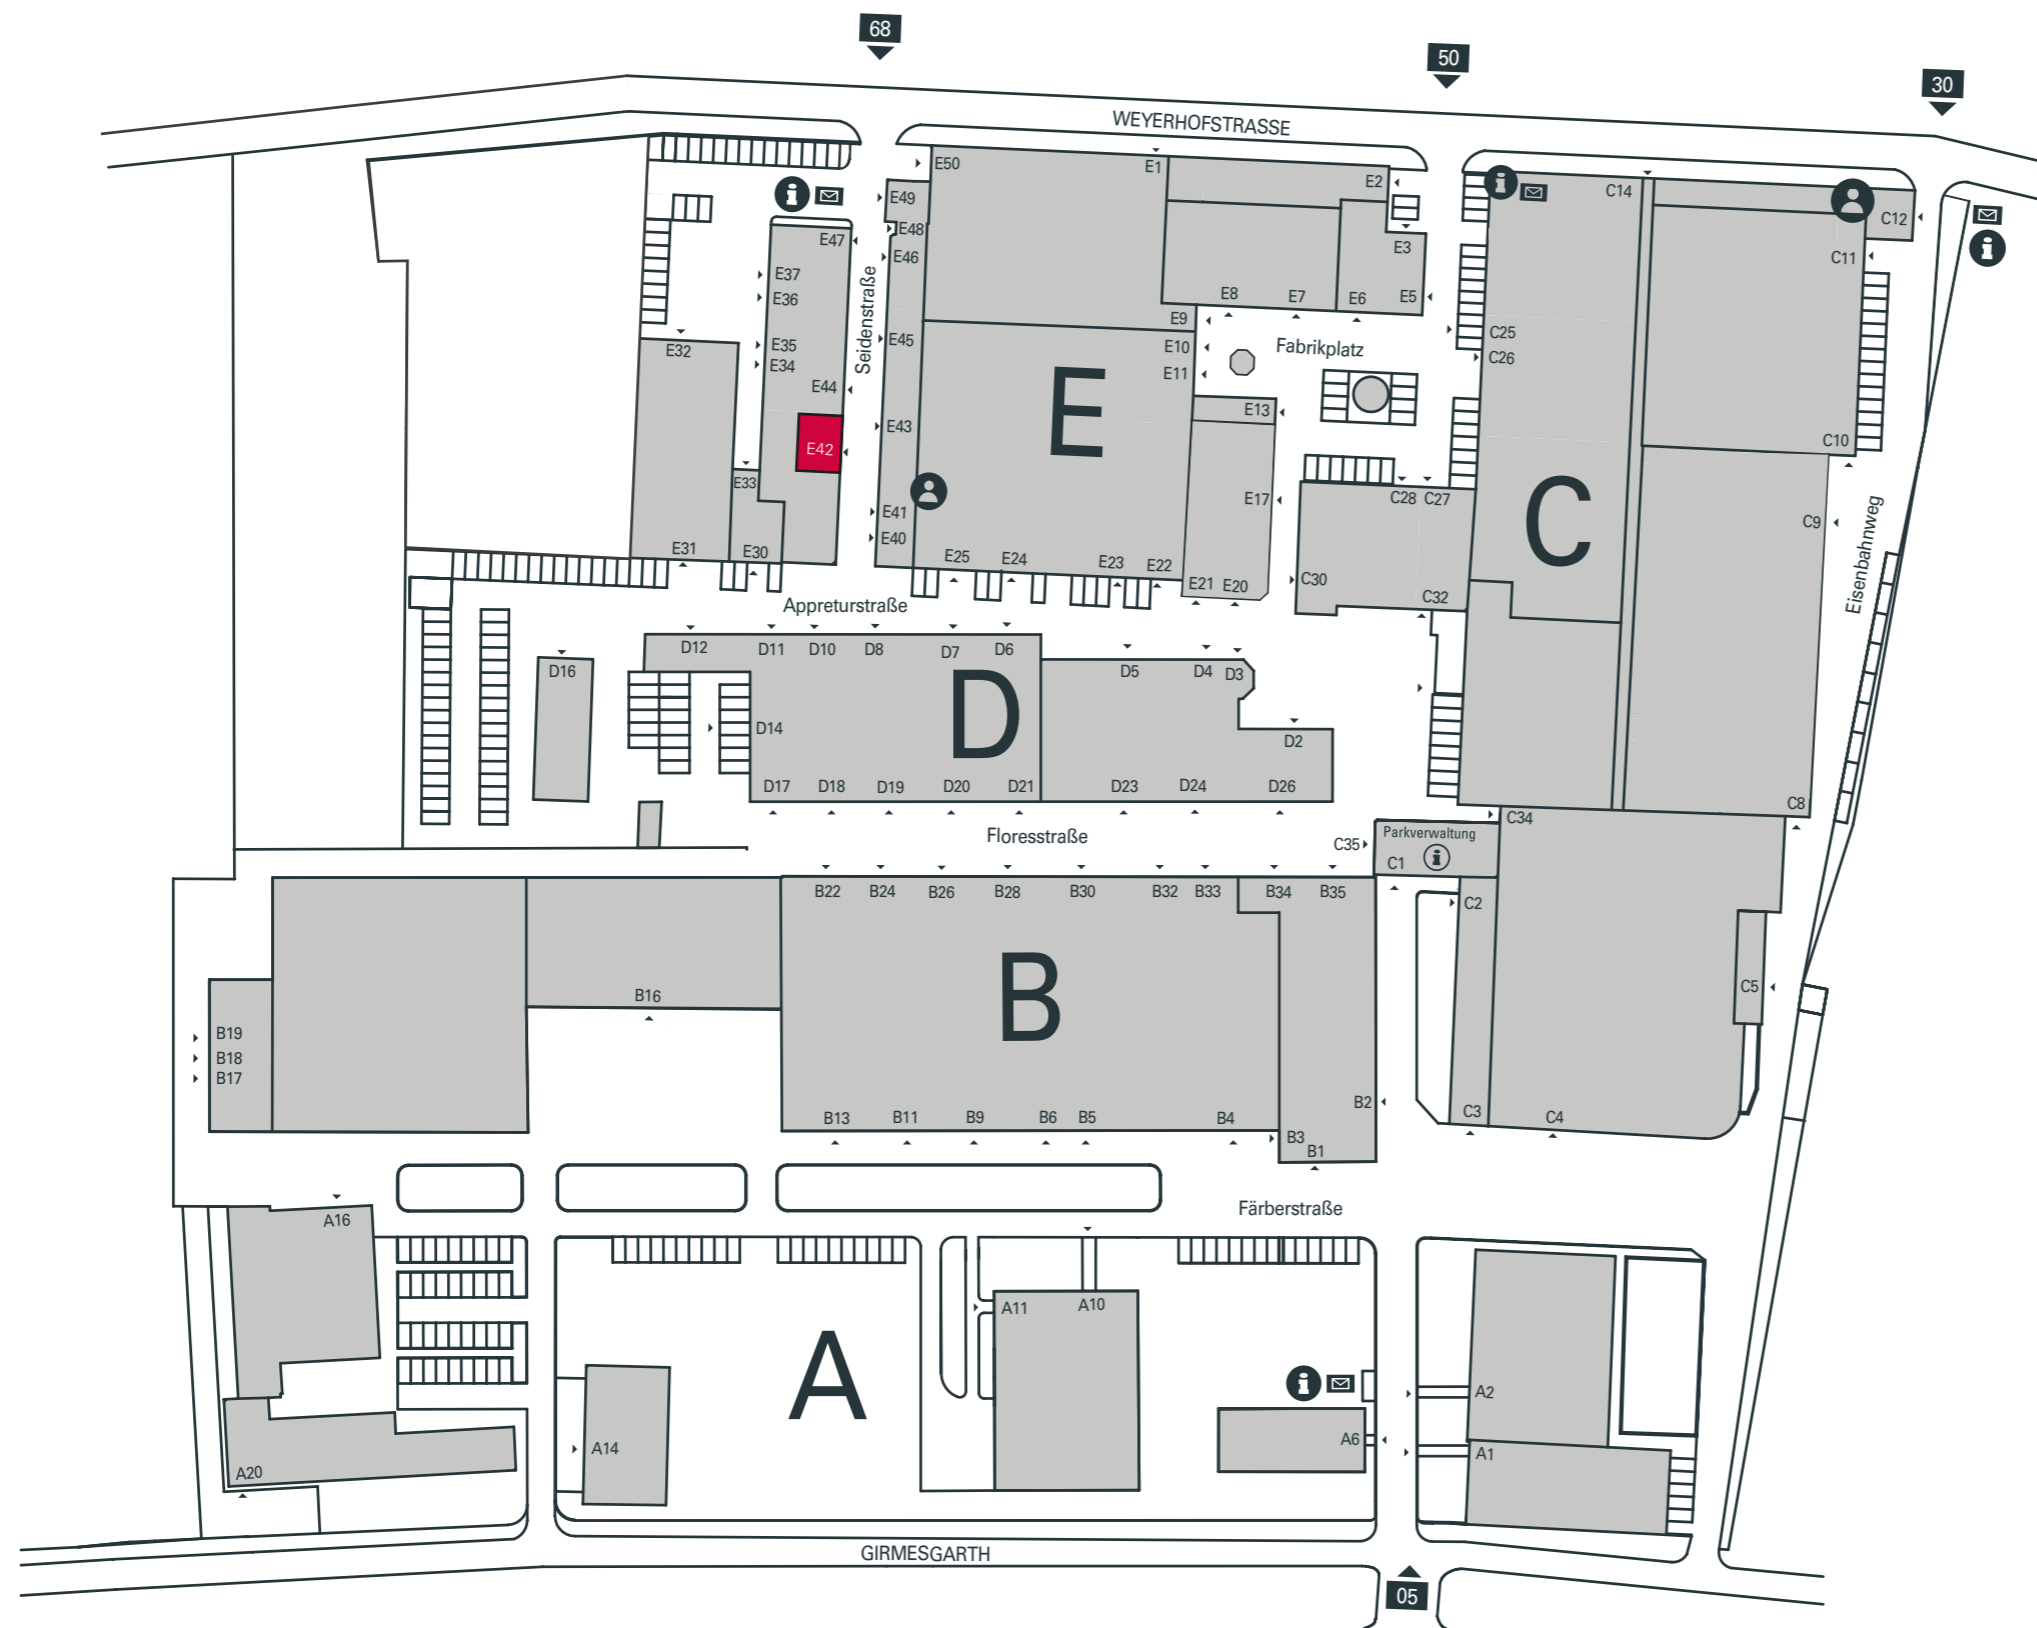 68
50
30
WEYERHOFSTRASSE
E50
E1
E2
C14
C12
E49
E48
E47
E46
E3
C11
E37
E36
Seidenstraße
E8
E7
E6
E5
E9
E45
C25
E32
E35
E34
E10
Fabrikplatz
C26
E11
E44
E
E13
E43
C10
E42
E33
E17
C28
C27
C
C9
E41
E40
Eisenbahnweg
E31
E30
E25
E24
E23
E22
E21
E20
C30
C32
Appreturstraße
D12
D11
D10
D8
D7
D6
D16
D5
D4
D3
D
D14
D2
D17
D18
D19
D20
D21
D23
D24
D26
C8
C34
Floresstraße
Parkverwaltung
C35
C1
B22
B24
B26
B28
B30
B32
B33
B34
B35
C2
B
B16
C5
B19
B18
B17
B13
B11
B9
B6
B5
B4
B2
C3
C4
B3
B1
Färberstraße
A16
A11
A10
A
A2
A14
A6
A1
A20
GIRMESGARTH
05